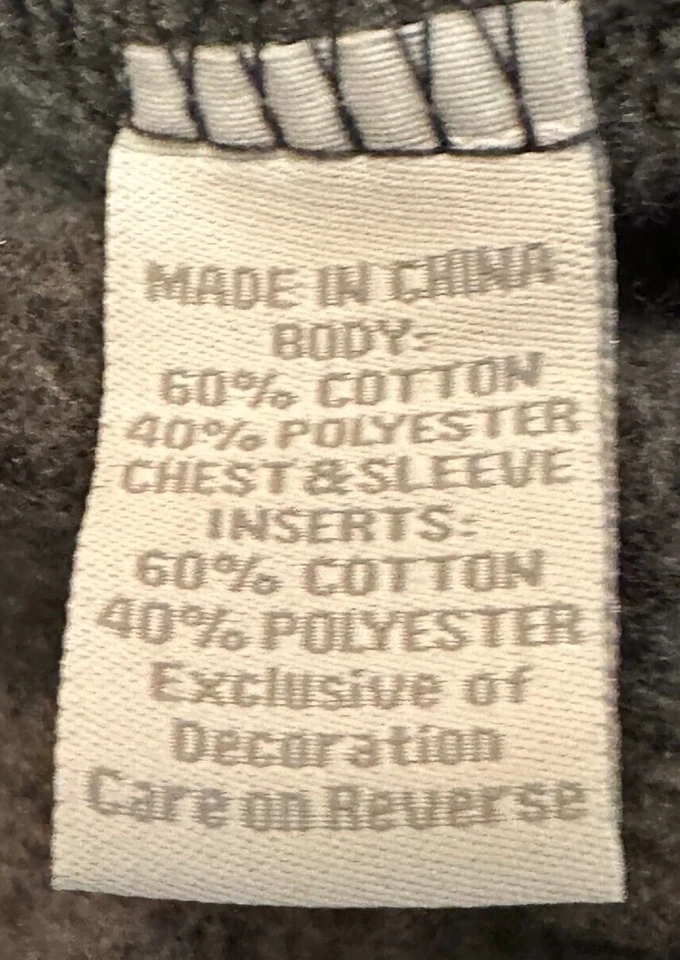 MADE IN CHINA
BODY:
60% COTTON
40% POLYESTER
CHEST & SLEEVE
INSERTS:
60% COTTON
40% POLYESTER
Exclusive of
Decoration
Care on Reverse